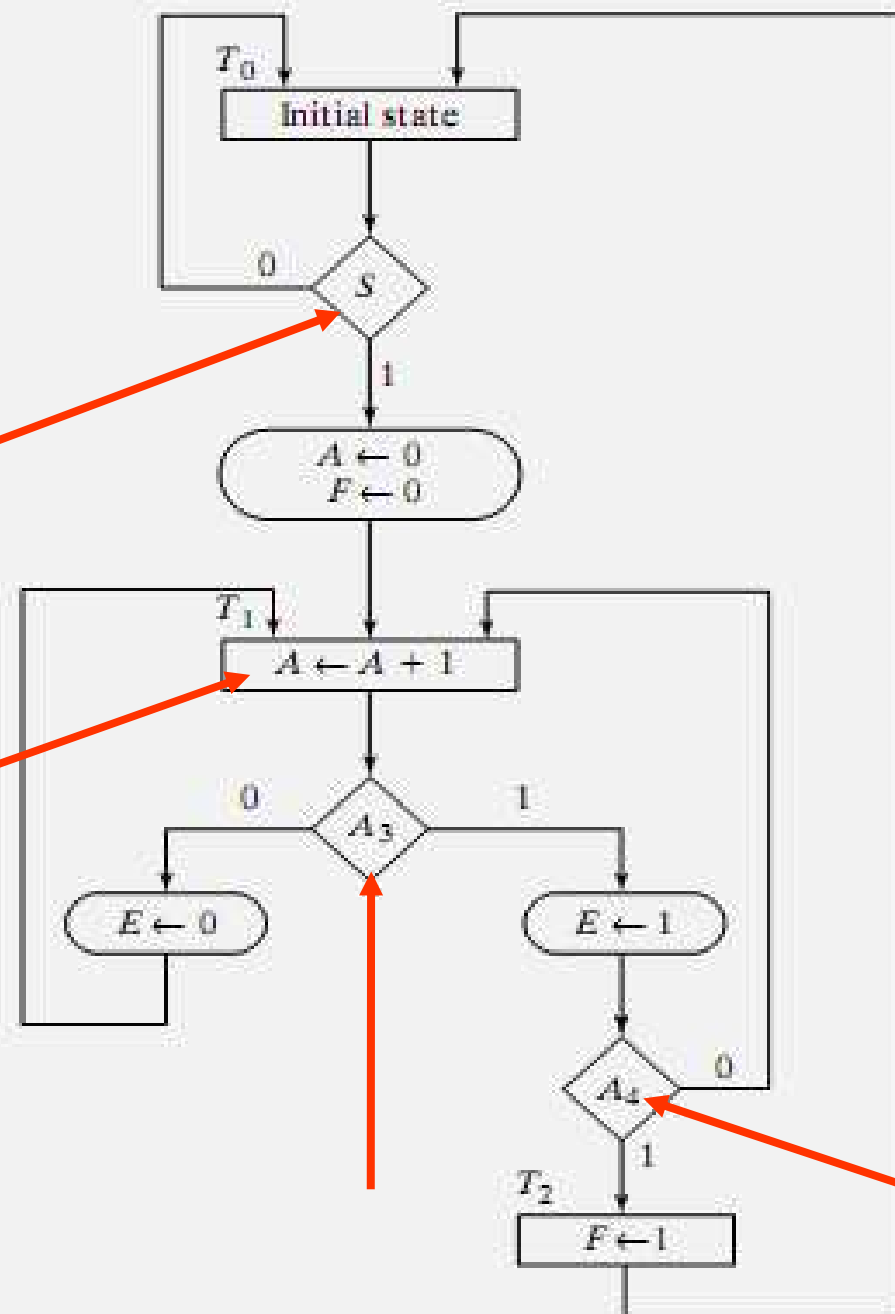 T₀
Initial state
0
S
1
A ← 0
F ← 0
T₁
A ← A + 1
0
A₃
1
E ← 0
E ← 1
A₄
0
1
T₂
F ← 1